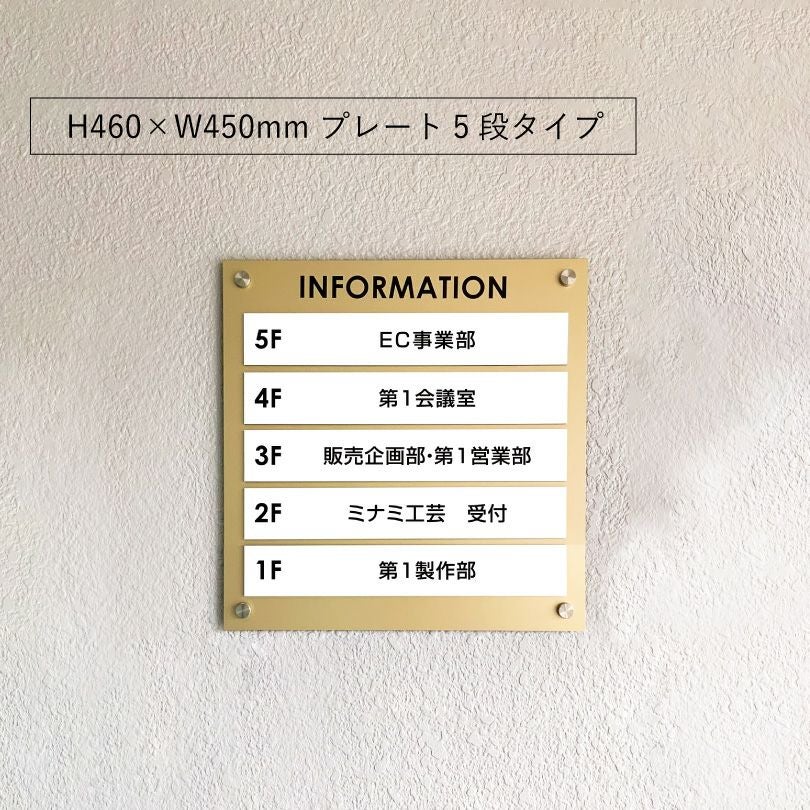 H460×W450mm プレート5段タイプ
INFORMATION
5F EC事業部
4F 第1会議室
3F 販売企画部・第1営業部
2F ミナミ工芸　受付
1F 第1製作部